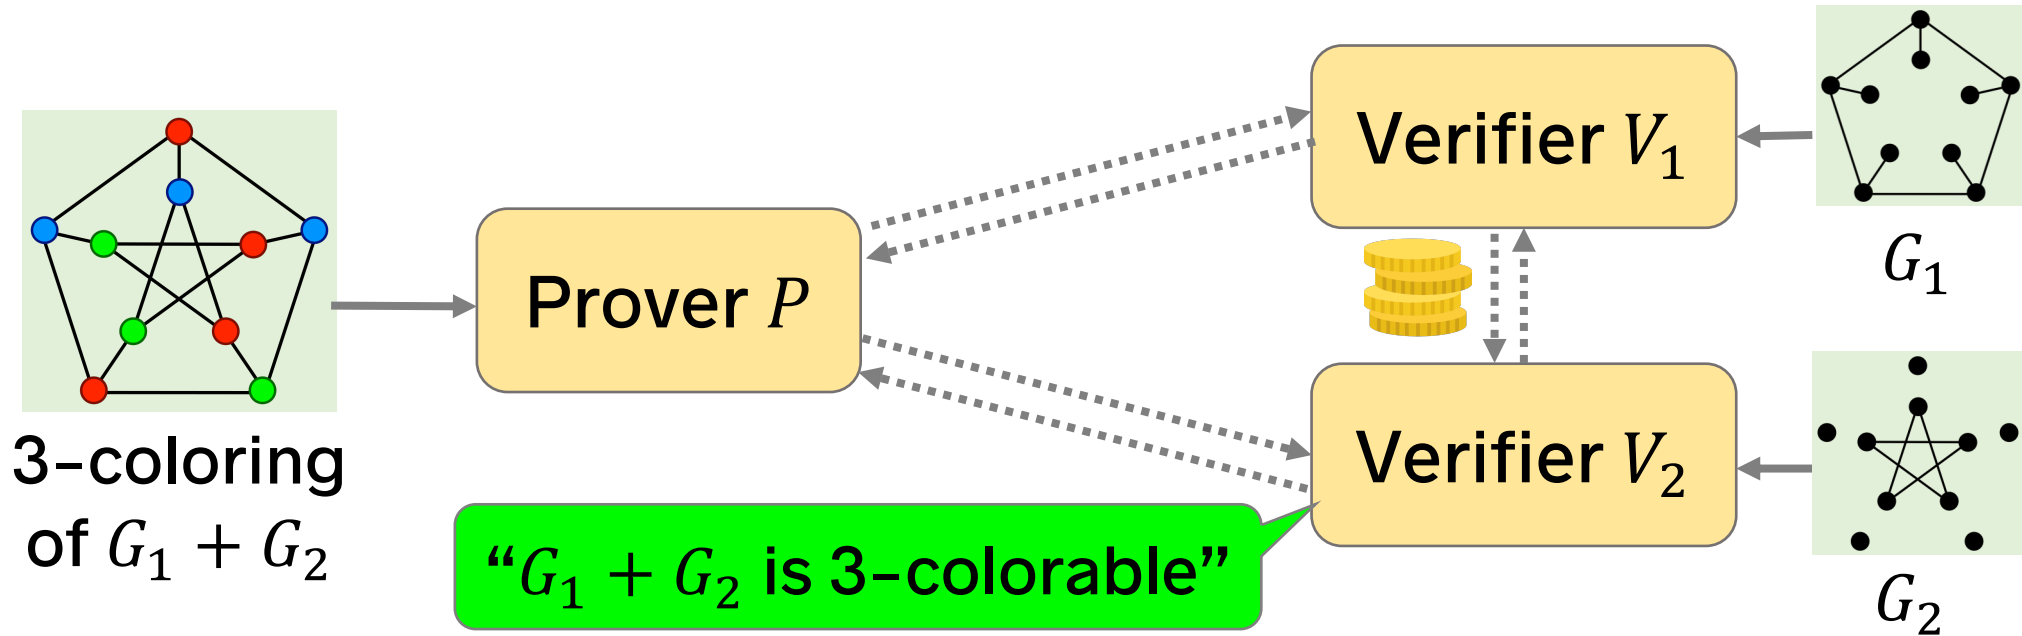 3-coloring
of G₁ + G₂
Prover P
Verifier V₁
Verifier V₂
“G₁ + G₂ is 3-colorable”
G₁
G₂